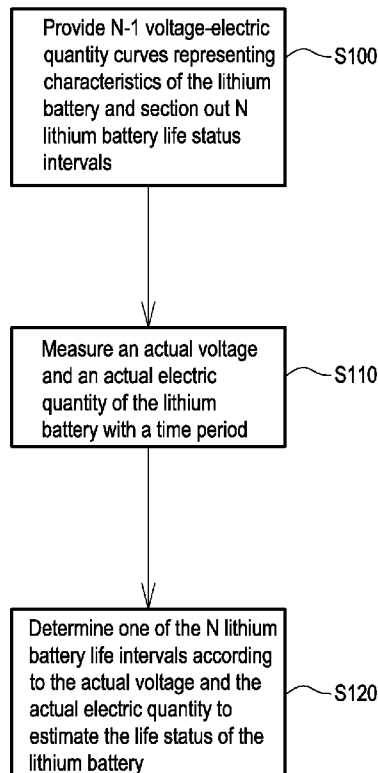 Provide N-1 voltage-electric
quantity curves representing
characteristics of the lithium
battery and section out N
lithium battery life status
intervals
S100
Measure an actual voltage
and an actual electric
quantity of the lithium
battery with a time period
S110
Determine one of the N lithium
battery life intervals according
to the actual voltage and the
actual electric quantity to
estimate the life status of the
lithium battery
S120